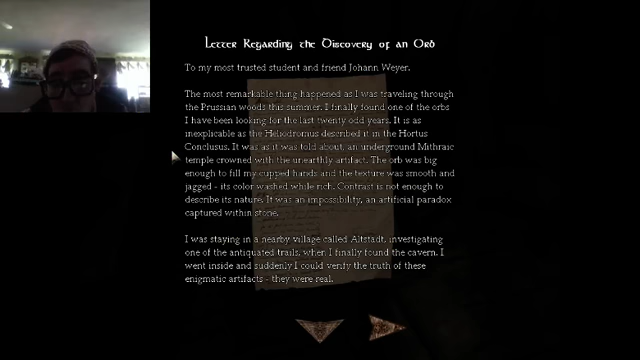 Letter Regarding the Discovery of an Orb
To my most trusted student and friend Johann Weyer.
The most remarkable thing happened as I was traveling through
the Prussian woods this summer. I finally found one of the orbs
I have been looking for the last twenty odd years. It is as
inexplicable as the Heliodromus described it in the Hortus
Conclusus. It was as it was told about, an underground Mithraic
temple crowned with the unearthly artifact. The orb was big
enough to fill my cupped hands and the texture was smooth and
jagged - its color washed while rich. Contrast is not enough to
describe its nature. It was an impossibility, an artificial paradox
captured within stone.
I was staying in a nearby village called Altstadt, investigating
one of the antiquated trails, when I finally found the cavern. I
went inside and suddenly I could verify the truth of these
enigmatic artifacts - they were real.